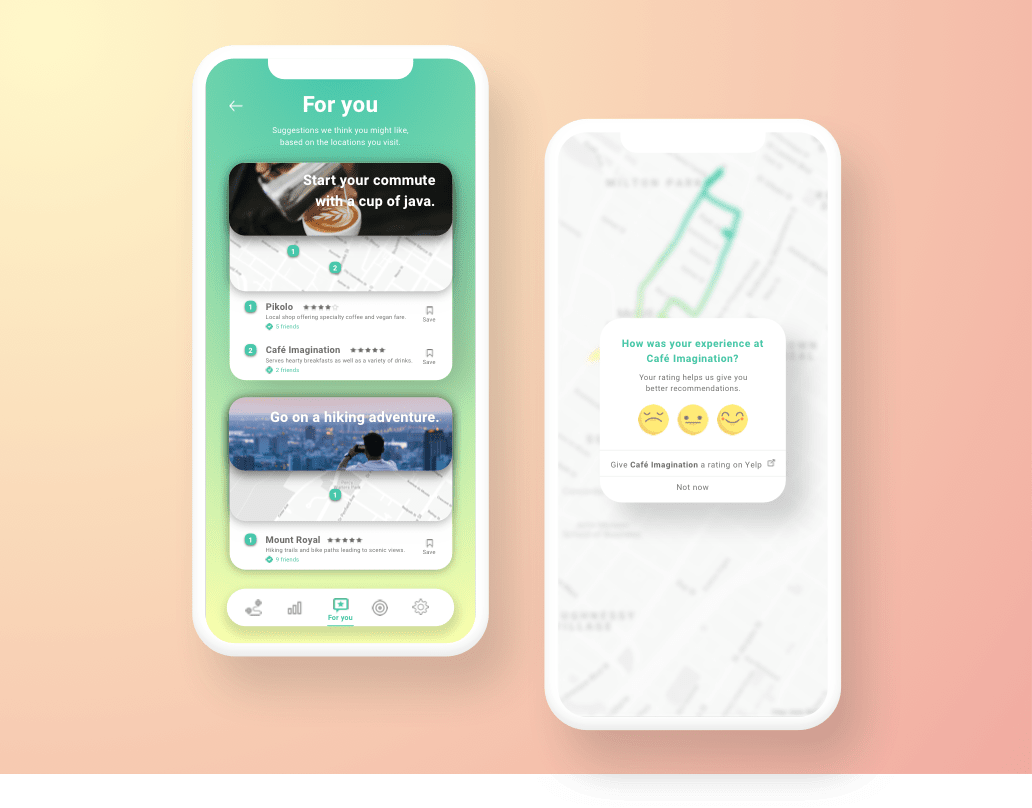 For you
Suggestions we think you might like,
based on the locations you visit.
Start your commute
with a cup of java.
1
2
1 Pikolo
Local shop offering specialty coffee and vegan fare.
5 friends
Save
2 Café Imagination
Serves hearty breakfasts as well as a variety of drinks.
2 friends
Save
Go on a hiking adventure.
1
1 Mount Royal
Hiking trails and bike paths leading to scenic views.
9 friends
Save
For you
MILTON PARK
How was your experience at
Café Imagination?
Your rating helps us give you
better recommendations.
Give Café Imagination a rating on Yelp
Not now